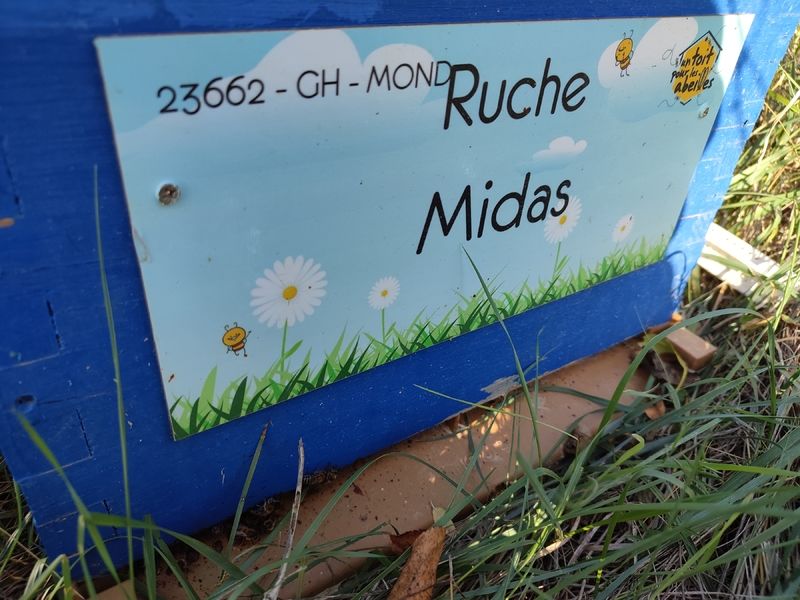 23662 - GH - MOND
Ruche
Midas
un toit
pour les
abeilles